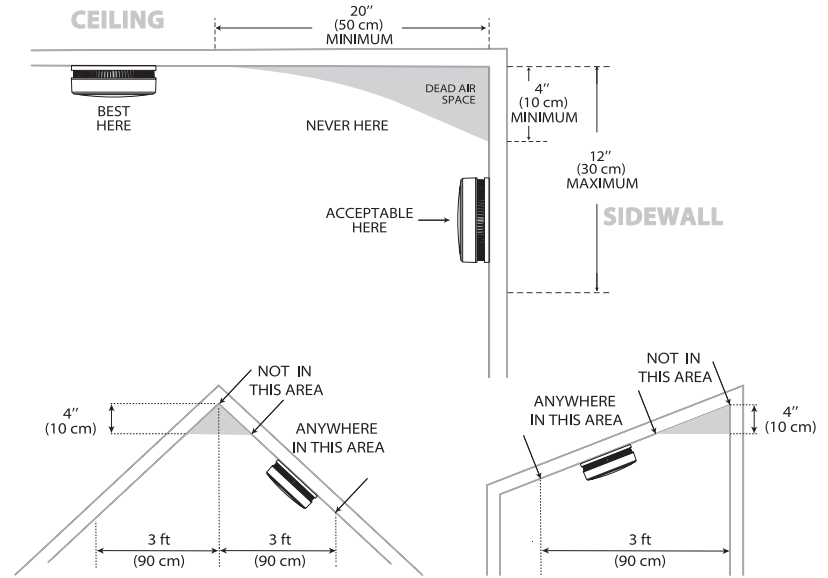 CEILING
20’’
(50 cm)
MINIMUM
BEST
HERE
NEVER HERE
DEAD AIR
SPACE
4’’
(10 cm)
MINIMUM
12’’
(30 cm)
MAXIMUM
ACCEPTABLE
HERE
SIDEWALL
NOT IN
THIS AREA
4’’
(10 cm)
ANYWHERE
IN THIS AREA
3 ft
(90 cm)
3 ft
(90 cm)
NOT IN
THIS AREA
ANYWHERE
IN THIS AREA
4’’
(10 cm)
3 ft
(90 cm)